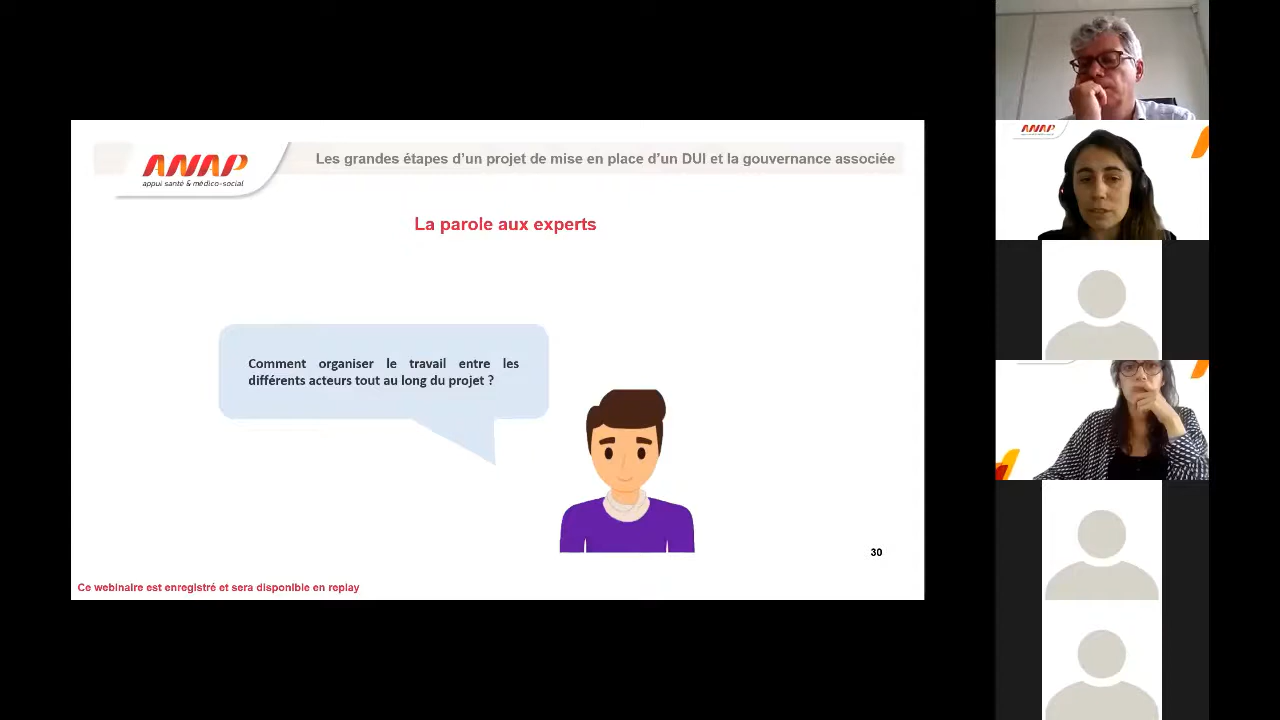 ANAP
appui santé & médico-social
Les grandes étapes d'un projet de mise en place d'un DUI et la gouvernance associée
La parole aux experts
Comment organiser le travail entre les
différents acteurs tout au long du projet ?
30
Ce webinaire est enregistré et sera disponible en replay
ANAP